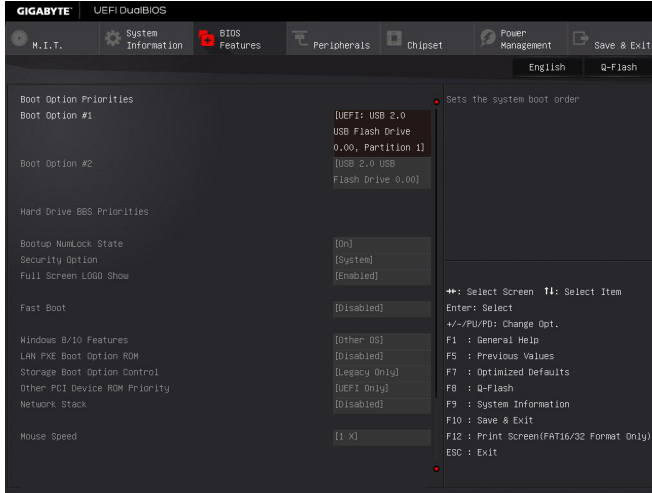 GIGABYTE™ UEFI DualBIOS
M.I.T.
System Information
BIOS Features
Peripherals
Chipset
Power Management
Save & Exit
English Q-Flash
Boot Option Priorities
Boot Option #1 [UEFI: USB 2.0
USB Flash Drive
0.00, Partition 1]
Boot Option #2 [USB 2.0 USB
Flash Drive 0.00]
Hard Drive BBS Priorities
Bootup NumLock State [On]
Security Option [System]
Full Screen LOGO Show [Enabled]
Fast Boot [Disabled]
Windows 8/10 Features [Other OS]
LAN PXE Boot Option ROM [Disabled]
Storage Boot Option Control [Legacy Only]
Other PCI Device ROM Priority [UEFI Only]
Network Stack [Disabled]
Mouse Speed [1 X]
Sets the system boot order
→←: Select Screen ↑↓: Select Item
Enter: Select
+/-/PU/PD: Change Opt.
F1 : General Help
F5 : Previous Values
F7 : Optimized Defaults
F8 : Q-Flash
F9 : System Information
F10 : Save & Exit
F12 : Print Screen(FAT16/32 Format Only)
ESC : Exit